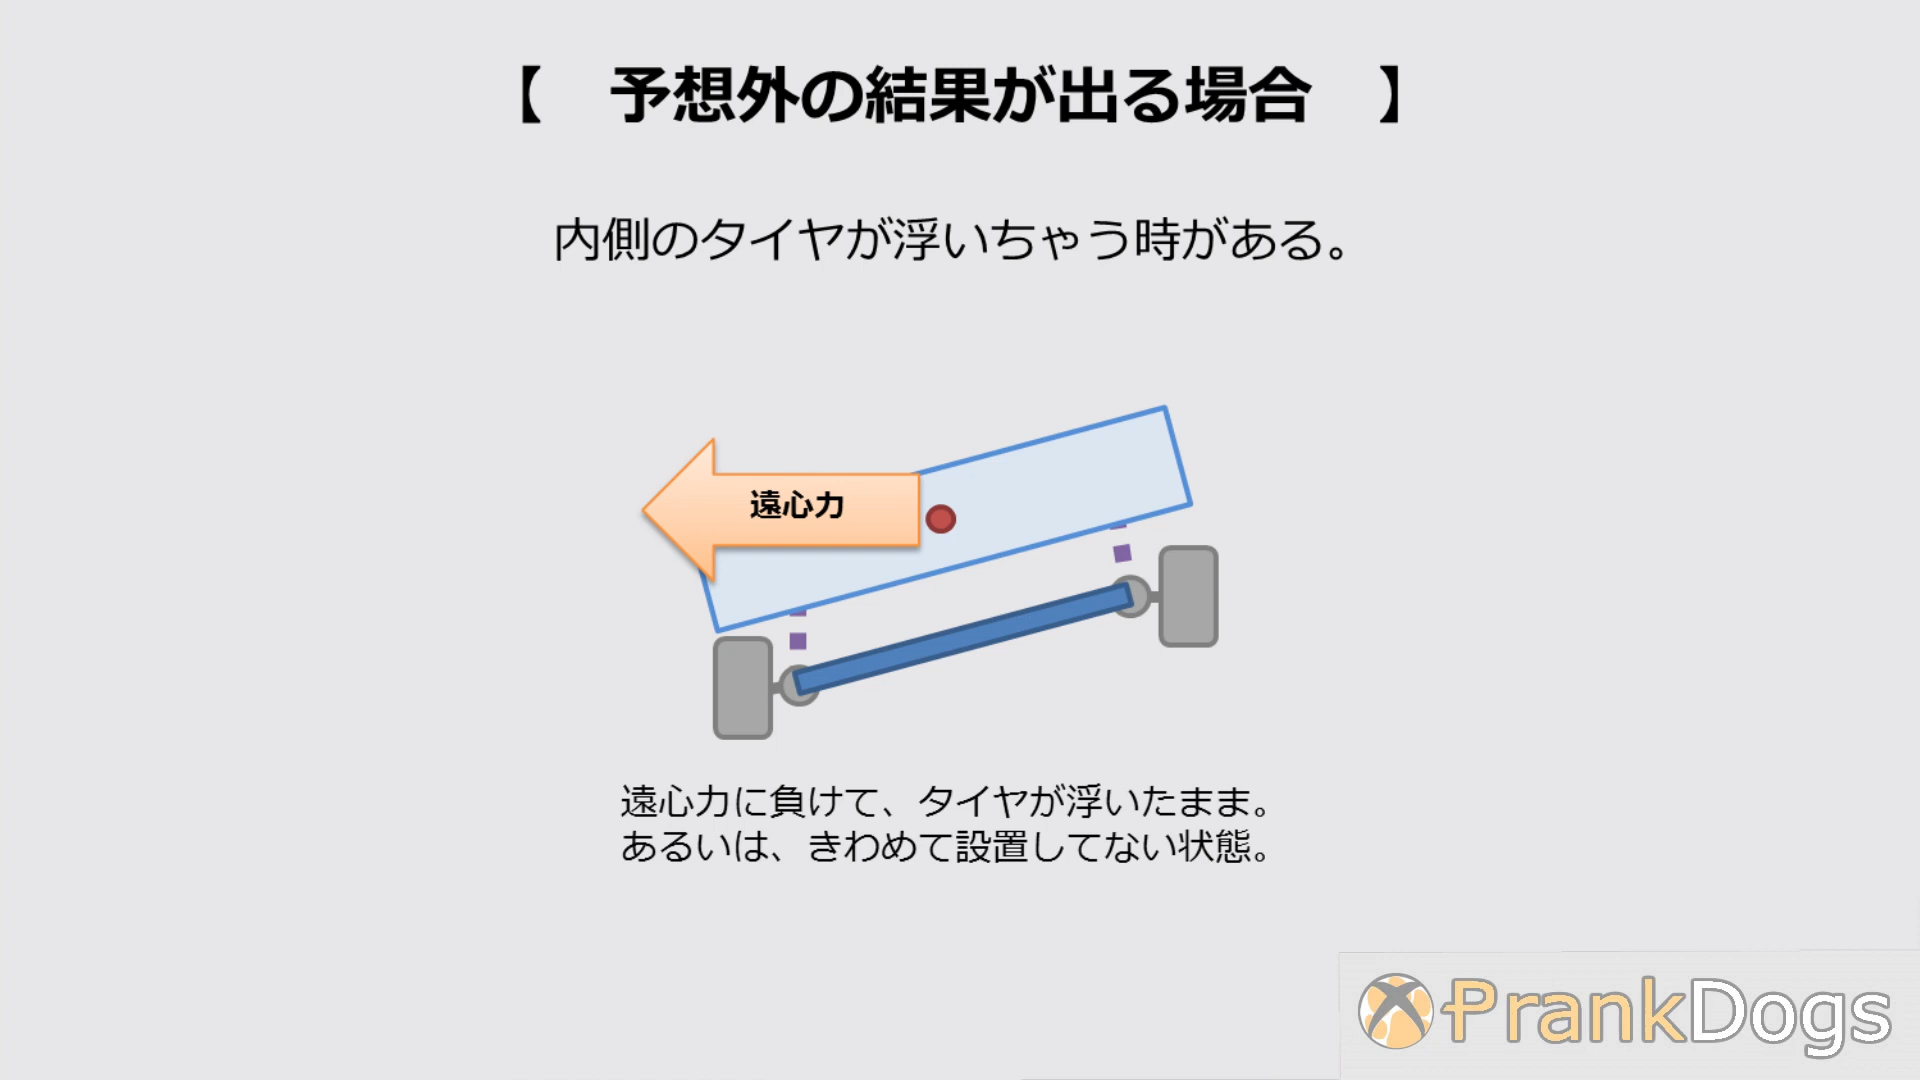 【　予想外の結果が出る場合　】
内側のタイヤが浮いちゃう時がある。
遠心力
遠心力に負けて、タイヤが浮いたまま。
あるいは、きわめて設置してない状態。
PrankDogs